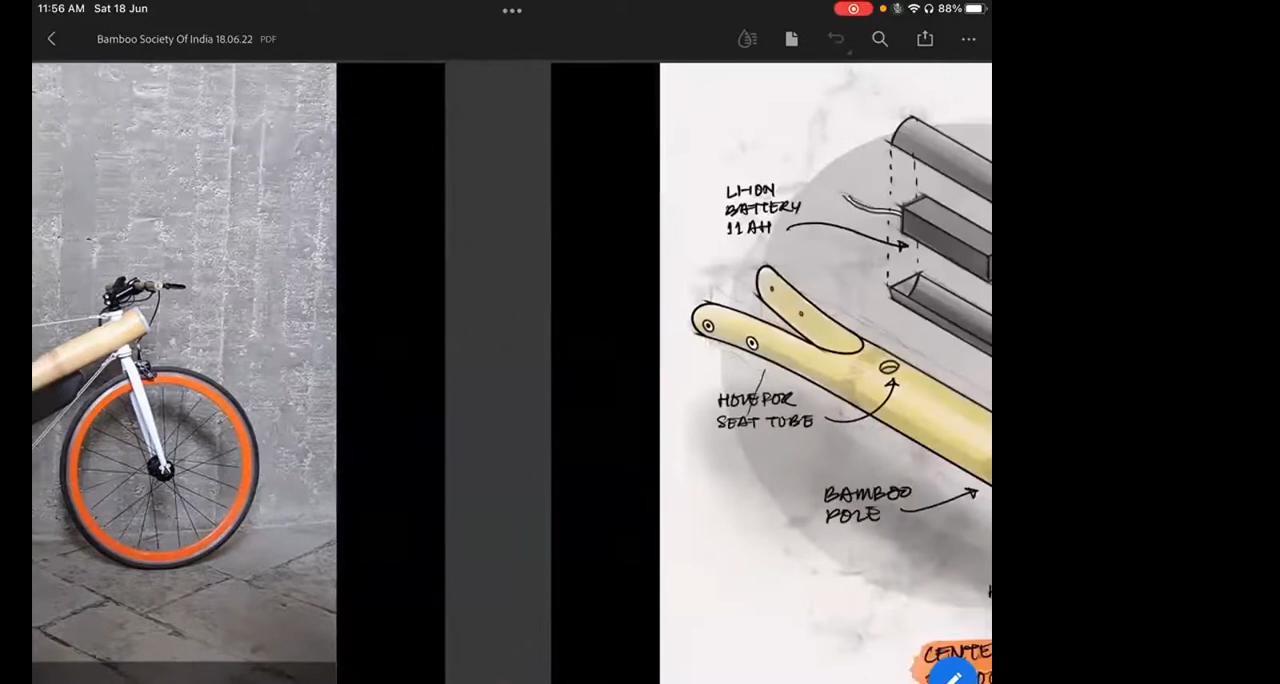 11:56 AM Sat 18 Jun
88%
Bamboo Society Of India 18.06.22 PDF
LI-ION
BATTERY
11 AH
HOLE FOR
SEAT TUBE
BAMBOO
POLE
CENTE